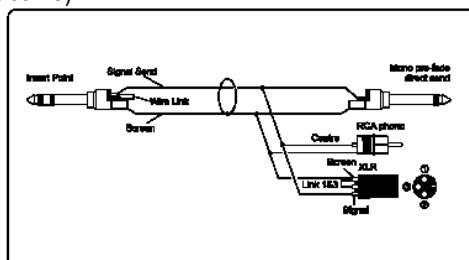 Insert Point
Signal Send
Mono pre-fade
direct send
Wire Link
Screen
Centre
RCA phono
Screen
XLR
Link 1&3
Signal